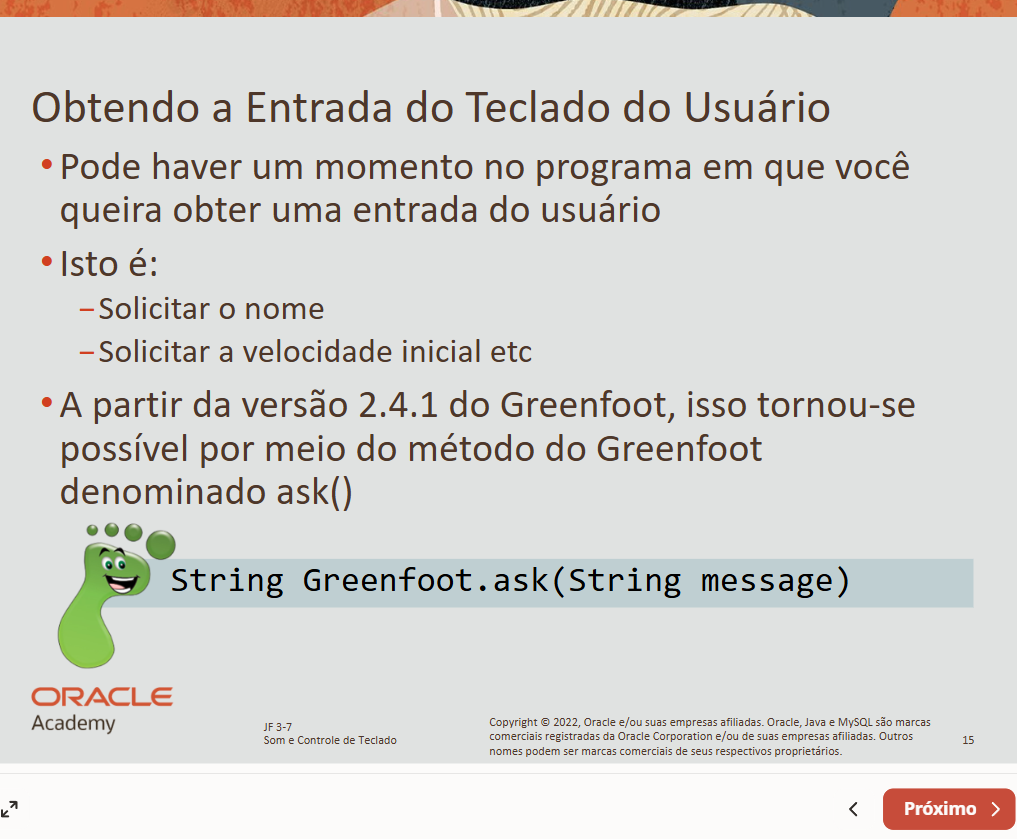 Obtendo a Entrada do Teclado do Usuário
•Pode haver um momento no programa em que você
queira obter uma entrada do usuário
•Isto é:
–Solicitar o nome
–Solicitar a velocidade inicial etc
•A partir da versão 2.4.1 do Greenfoot, isso tornou-se
possível por meio do método do Greenfoot
denominado ask()
String Greenfoot.ask(String message)
ORACLE
Academy
JF 3-7
Som e Controle de Teclado
Copyright © 2022, Oracle e/ou suas empresas afiliadas. Oracle, Java e MySQL são marcas
comerciais registradas da Oracle Corporation e/ou de suas empresas afiliadas. Outros
nomes podem ser marcas comerciais de seus respectivos proprietários.
15
Próximo